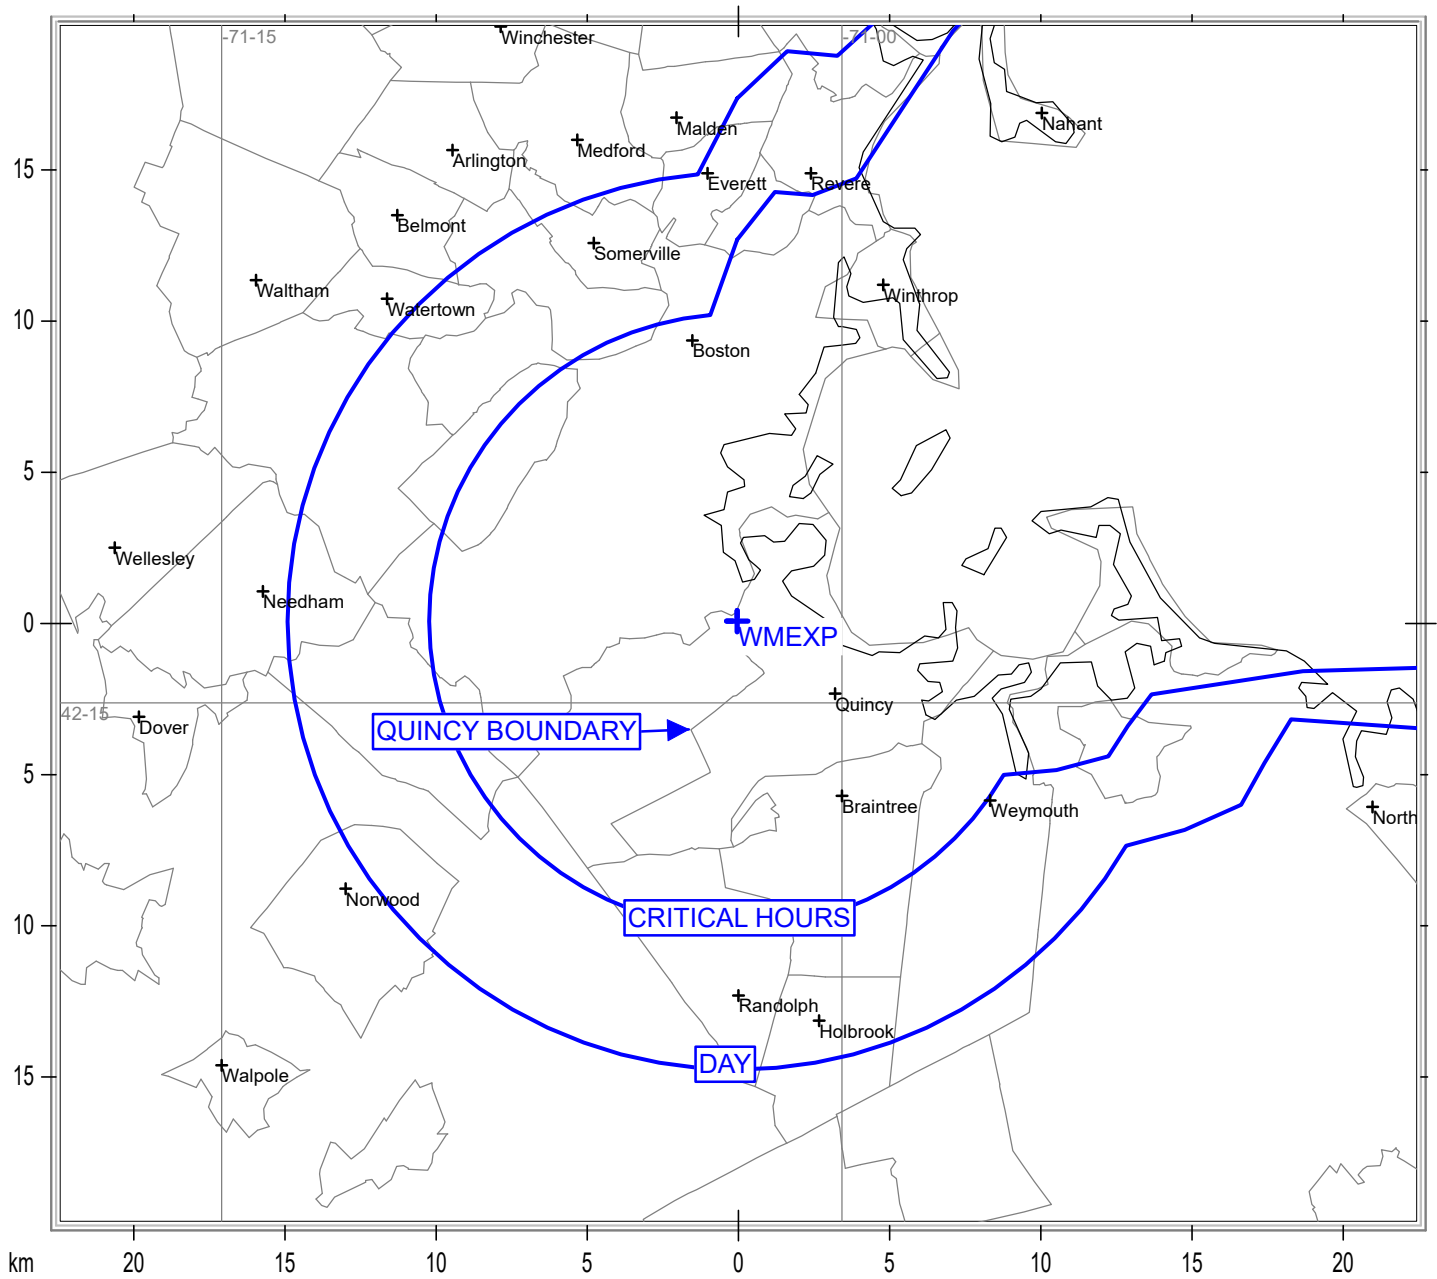 -71-15
Winchester
-71-00
Malden
Nahant
Medford
Arlington
15
Everett
Revere
Belmont
Somerville
Waltham
Watertown
Winthrop
10
Boston
5
Wellesley
Needham
0
WMEXP
Quincy
42-15
Dover
QUINCY BOUNDARY
5
Braintree
Weymouth
North
Norwood
10
CRITICAL HOURS
Randolph
Holbrook
15
DAY
Walpole
km 20 15 10 5 0 5 10 15 20